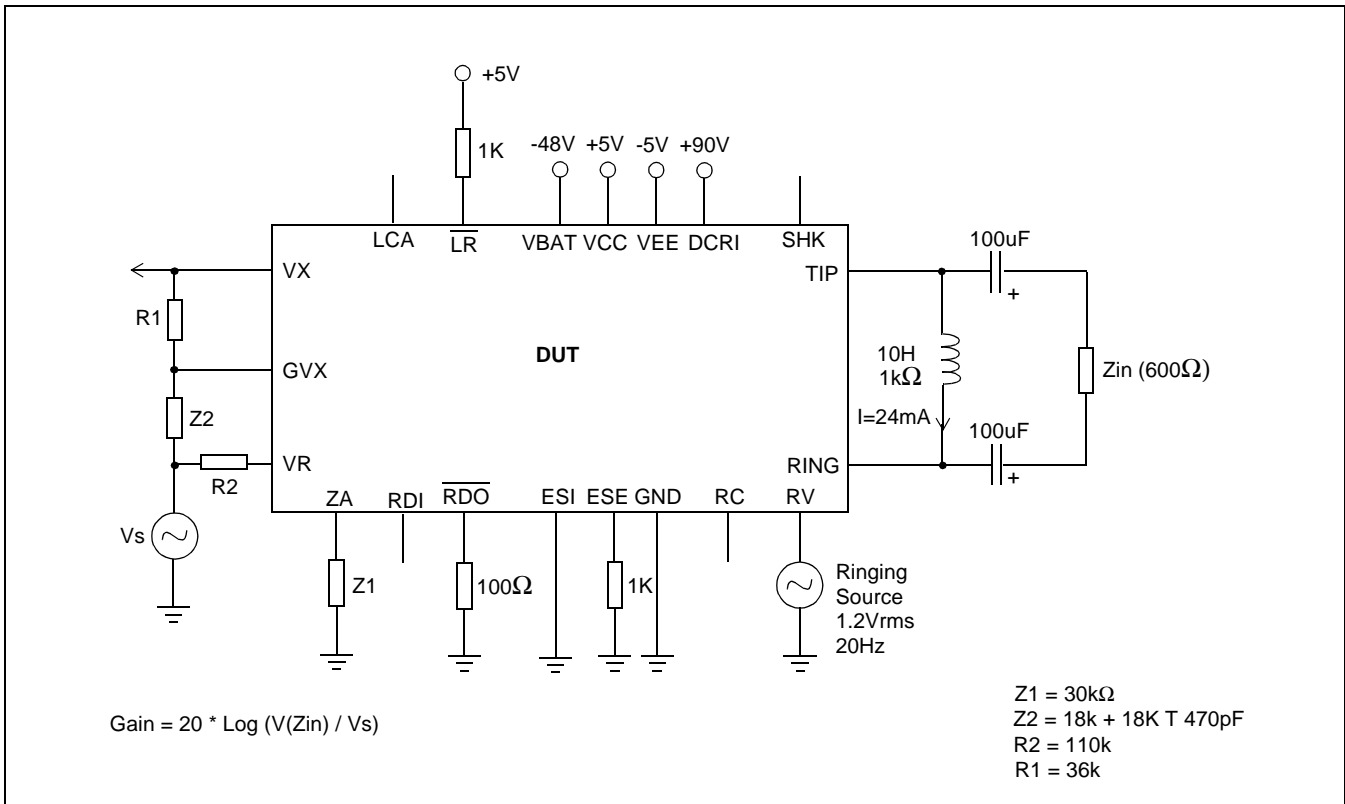 +5V
1K
-48V +5V -5V +90V
LCA LR VBAT VCC VEE DCRI SHK
100uF
+
VX
TIP
R1
DUT
10H
1kΩ
Zin (600Ω)
GVX
I=24mA
Z2
100uF
+
VR
RING
R2
ZA RDI RDO ESI ESE GND RC RV
Vs
Z1
100Ω
1K
Ringing
Source
1.2Vrms
20Hz
Gain = 20 * Log (V(Zin) / Vs)
Z1 = 30kΩ
Z2 = 18k + 18K T 470pF
R2 = 110k
R1 = 36k